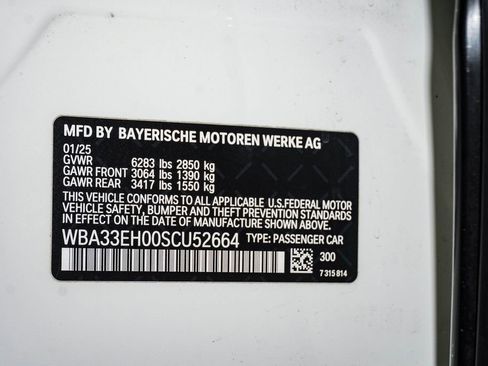 MFD BY BAYERISCHE MOTOREN WERKE AG
01/25
GVWR 6283 lbs 2850 kg
GAWR FRONT 3064 lbs 1390 kg
GAWR REAR 3417 lbs 1550 kg
THIS VEHICLE CONFORMS TO ALL APPLICABLE U.S.FEDERAL MOTOR
VEHICLE SAFETY, BUMPER AND THEFT PREVENTION STANDARDS
IN EFFECT ON THE DATE OF MANUFACTURE SHOWN ABOVE.
WBA33EH00SCU52664 TYPE: PASSENGER CAR
300
7 315 814